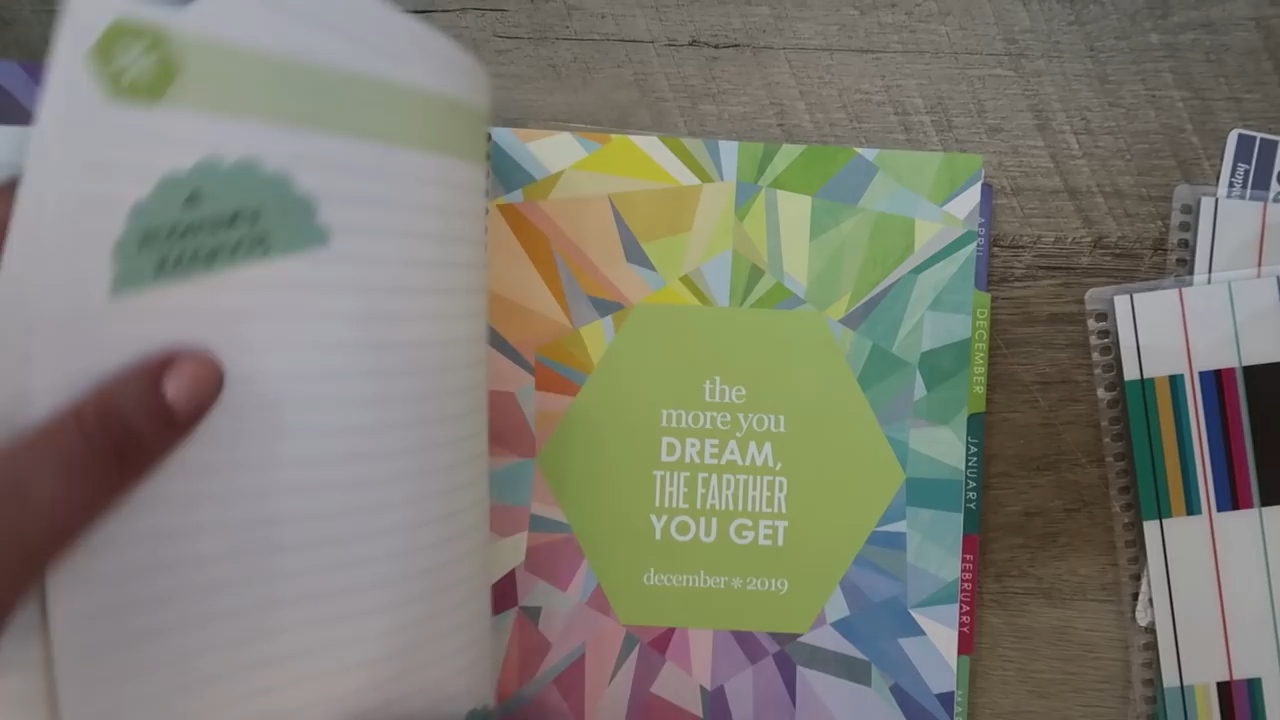 the
more you
DREAM,
THE FARTHER
YOU GET
december * 2019
APRIL
DECEMBER
JANUARY
FEBRUARY